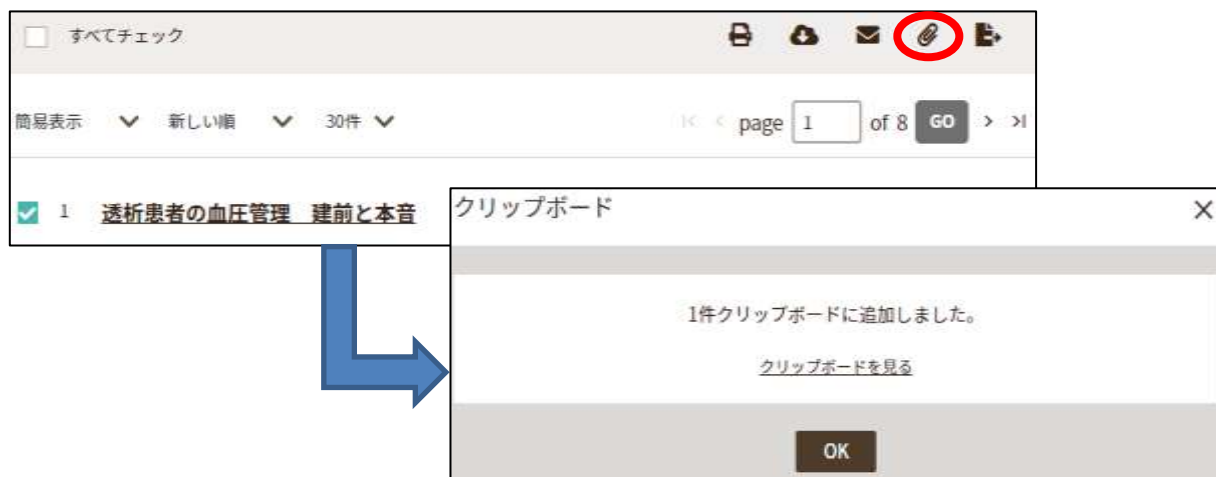 すべてチェック
簡易表示 新しい順 30件 page 1 of 8 GO
1 透析患者の血圧管理 建前と本音
クリップボード
1件クリップボードに追加しました。
クリップボードを見る
OK